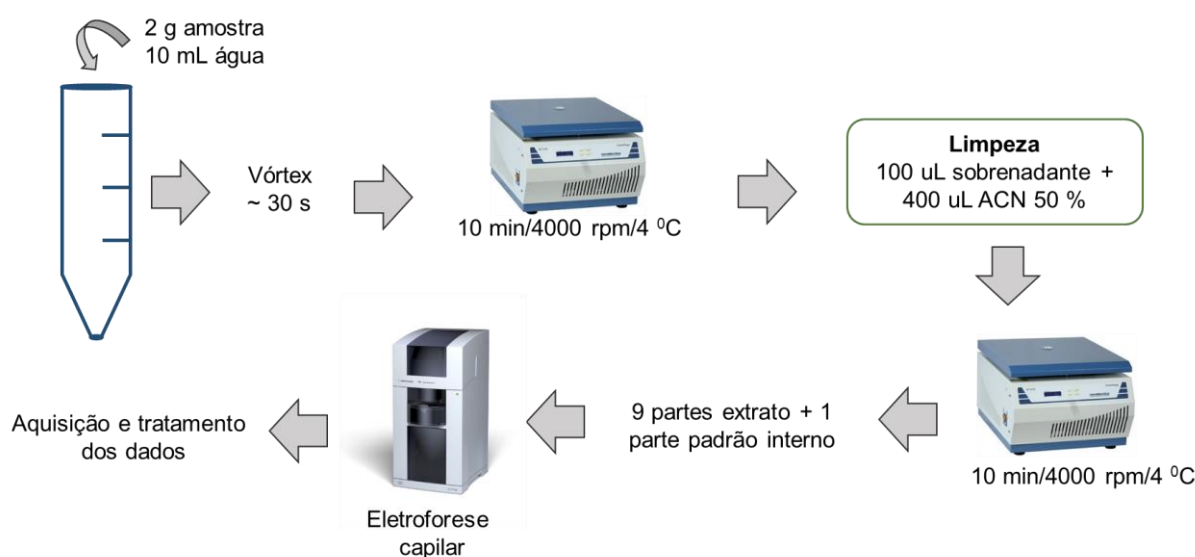 2 g amostra
10 mL água
Vórtex
~ 30 s
10 min/4000 rpm/4 ⁰C
Limpeza
100 uL sobrenadante +
400 uL ACN 50 %
10 min/4000 rpm/4 ⁰C
9 partes extrato + 1
parte padrão interno
Eletroforese
capilar
Aquisição e tratamento
dos dados